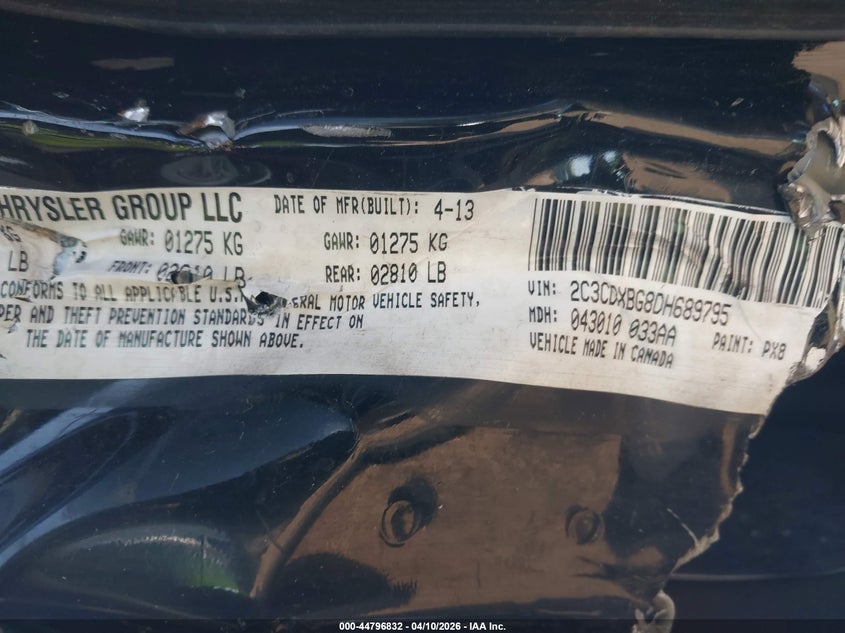 HRYSLER GROUP LLC
DATE OF MFR(BUILT): 4-13
GAWR: 01275 KG
GAWR: 01275 KG
LB
FRONT: 02810 LB
REAR: 02810 LB
CONFORMS TO ALL APPLICABLE U.S. ERAL MOTOR VEHICLE SAFETY,
PER AND THEFT PREVENTION STANDARDS IN EFFECT ON
THE DATE OF MANUFACTURE SHOWN ABOVE.
VIN: 2C3CDXBG8DH689795
MDH: 043010 033AA
PAINT: PX8
VEHICLE MADE IN CANADA
000-44796832 - 04/10/2026 - IAA Inc.